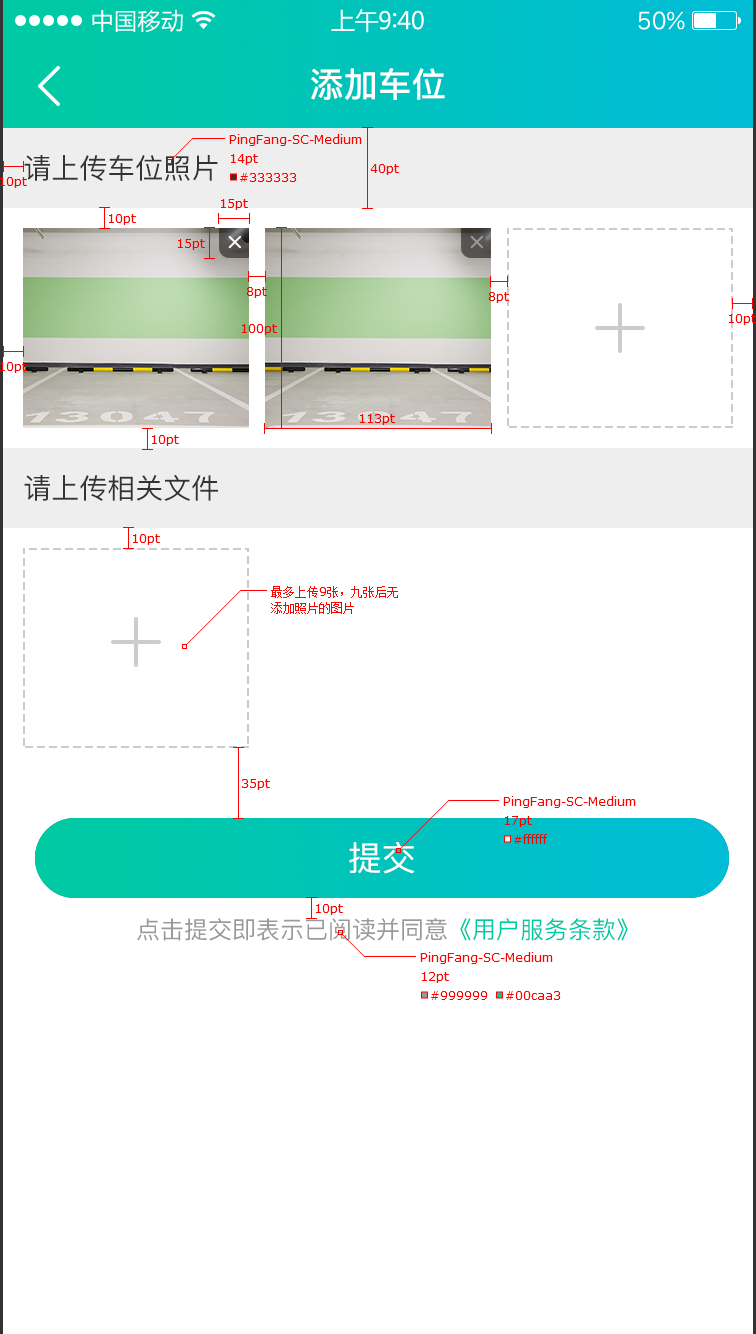 中国移动 上午9:40 50%
添加车位
PingFang-SC-Medium
14pt
#333333
请上传车位照片
40pt
10pt
10pt
15pt
15pt
8pt
8pt
10pt
100pt
10pt
13047
13047
113pt
10pt
请上传相关文件
10pt
最多上传9张，九张后无
添加照片的图片
35pt
PingFang-SC-Medium
17pt
#ffffff
提交
10pt
点击提交即表示已阅读并同意《用户服务条款》
PingFang-SC-Medium
12pt
#999999 #00caa3